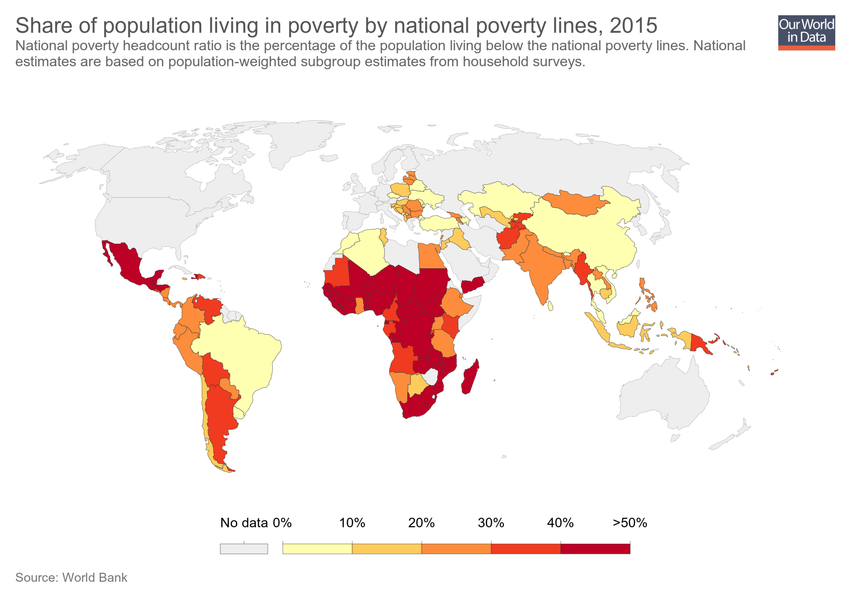 Share of population living in poverty by national poverty lines, 2015
Our World
in Data
National poverty headcount ratio is the percentage of the population living below the national poverty lines. National
estimates are based on population-weighted subgroup estimates from household surveys.
No data 0% 10% 20% 30% 40% >50%
Source: World Bank